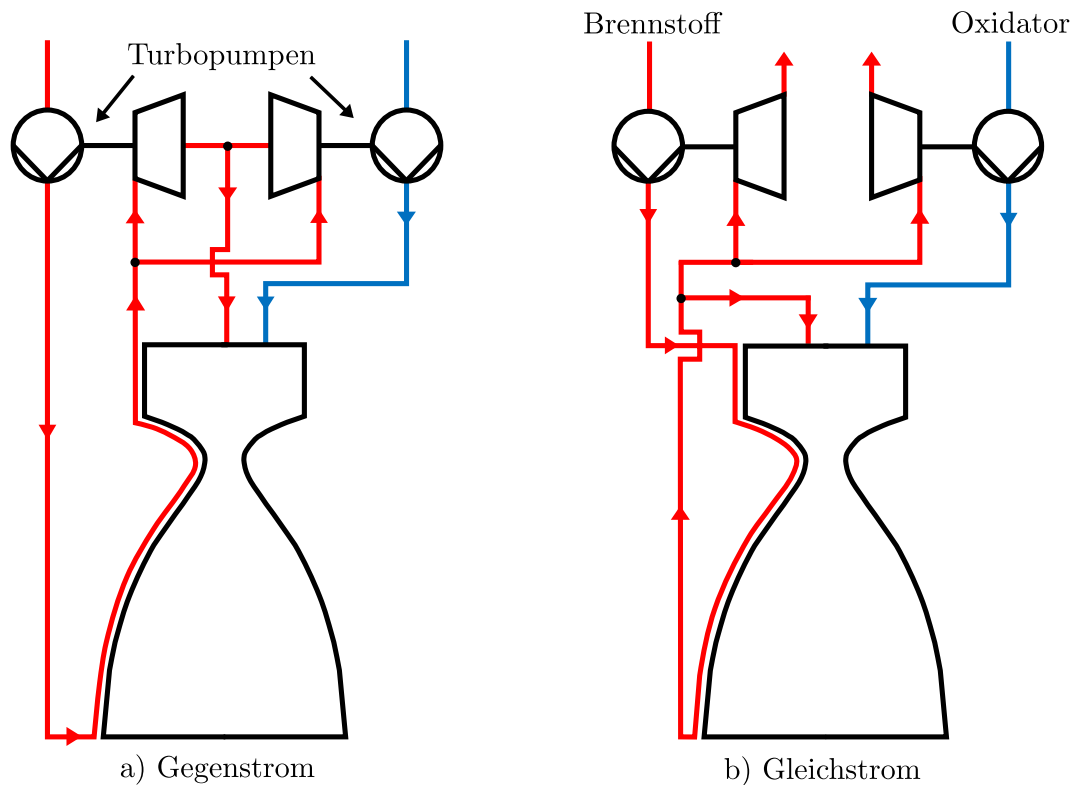 Brennstoff
Oxidator
Turbopumpen
a) Gegenstrom
b) Gleichstrom